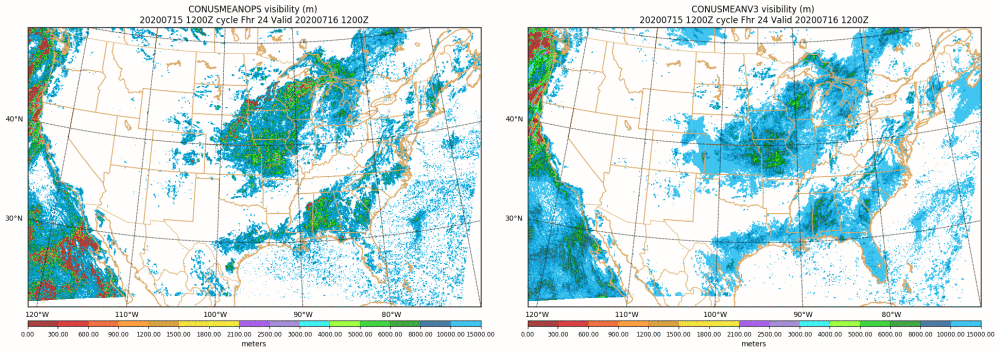 CONUSMEANOPS visibility (m)
20200715 1200Z cycle Fhr 24 Valid 20200716 1200Z
40°N
30°N
120°W 110°W 100°W 90°W 80°W
0.00 300.00 600.00 900.00 1200.00 1500.00 1800.00 2100.00 2500.00 3000.00 4000.00 5000.00 6000.00 8000.00 10000.00 15000.00
meters
CONUSMEANV3 visibility (m)
20200715 1200Z cycle Fhr 24 Valid 20200716 1200Z
40°N
30°N
120°W 110°W 100°W 90°W 80°W
0.00 300.00 600.00 900.00 1200.00 1500.00 1800.00 2100.00 2500.00 3000.00 4000.00 5000.00 6000.00 8000.00 10000.00 15000.00
meters